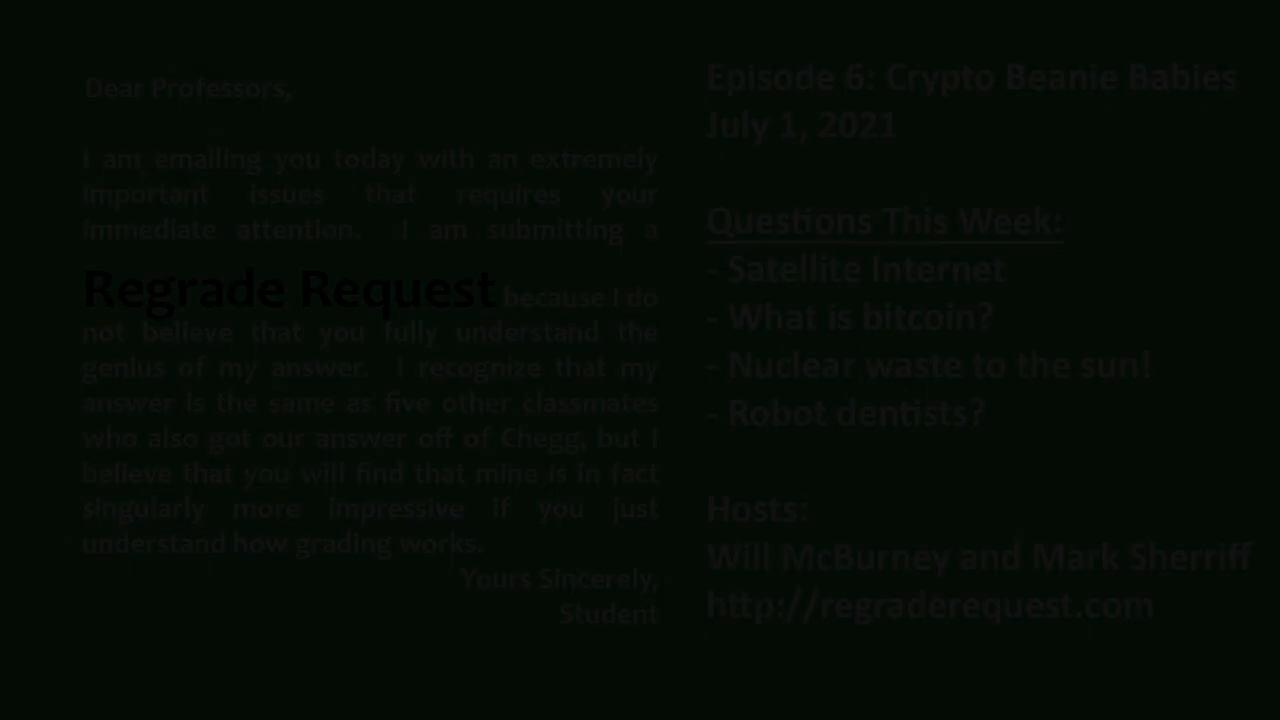 Dear Professors,
I am emailing you today with an extremely
important issues that requires your
immediate attention. I am submitting a
Regrade Request because I do
not believe that you fully understand the
genius of my answer. I recognize that my
answer is the same as five other classmates
who also got our answer off of Chegg, but I
believe that you will find that mine is in fact
singularly more impressive if you just
understand how grading works.
Yours Sincerely,
Student
Episode 6: Crypto Beanie Babies
July 1, 2021
Questions This Week:
- Satellite Internet
- What is bitcoin?
- Nuclear waste to the sun!
- Robot dentists?
Hosts:
Will McBurney and Mark Sherriff
http://regraderequest.com